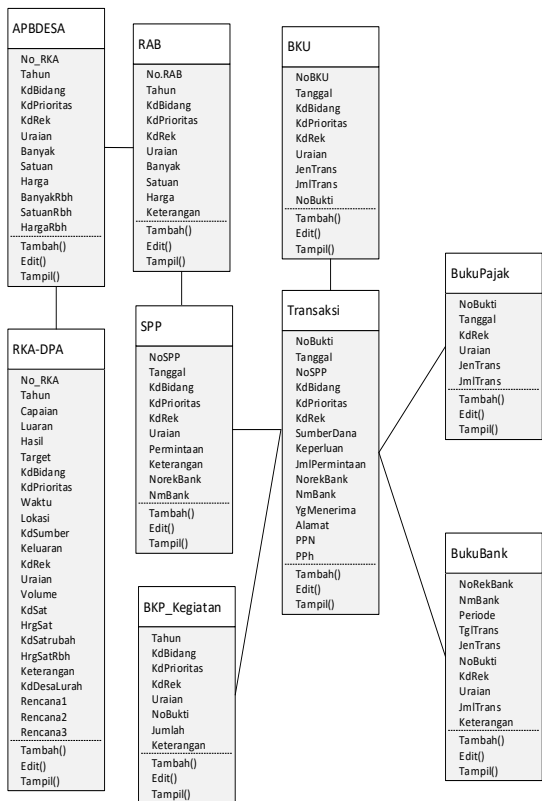 APBDESA
No_RKA
Tahun
KdBidang
KdPrioritas
KdRek
Uraian
Banyak
Satuan
Harga
BanyakRbh
SatuanRbh
HargaRbh
Tambah()
Edit()
Tampil()
RAB
No.RAB
Tahun
KdBidang
KdPrioritas
KdRek
Uraian
Banyak
Satuan
Harga
Keterangan
Tambah()
Edit()
Tampil()
BKU
NoBKU
Tanggal
KdBidang
KdPrioritas
KdRek
Uraian
JenTrans
JmlTrans
NoBukti
Tambah()
Edit()
Tampil()
BukuPajak
NoBukti
Tanggal
KdRek
Uraian
JenTrans
JmlTrans
Tambah()
Edit()
Tampil()
RKA-DPA
No_RKA
Tahun
Capaian
Luaran
Hasil
Target
KdBidang
KdPrioritas
Waktu
Lokasi
KdSumber
Keluaran
KdRek
Uraian
Volume
KdSat
HrgSat
KdSatrubah
HrgSatRbh
Keterangan
KdDesaLurah
Rencana1
Rencana2
Rencana3
Tambah()
Edit()
Tampil()
SPP
NoSPP
Tanggal
KdBidang
KdPrioritas
KdRek
Uraian
Permintaan
Keterangan
NorekBank
NmBank
Tambah()
Edit()
Tampil()
Transaksi
NoBukti
Tanggal
NoSPP
KdBidang
KdPrioritas
KdRek
SumberDana
Keperluan
JmlPermintaan
NorekBank
NmBank
YgMenerima
Alamat
PPN
PPh
Tambah()
Edit()
Tampil()
BKP_Kegiatan
Tahun
KdBidang
KdPrioritas
KdRek
Uraian
NoBukti
Jumlah
Keterangan
Tambah()
Edit()
Tampil()
BukuBank
NoRekBank
NmBank
Periode
TglTrans
JenTrans
NoBukti
KdRek
Uraian
JmlTrans
Keterangan
Tambah()
Edit()
Tampil()